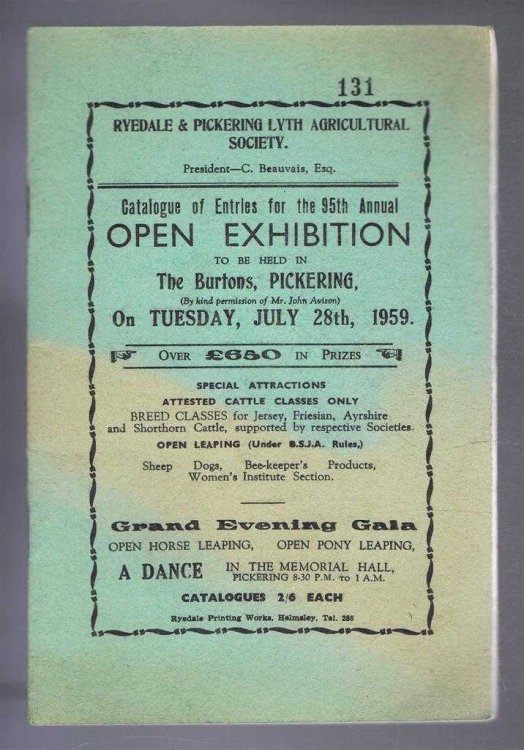 131
RYEDALE & PICKERING LYTH AGRICULTURAL
SOCIETY.
President—C. Beauvais, Esq.
Catalogue of Entries for the 95th Annual
OPEN EXHIBITION
TO BE HELD IN
The Burtons, PICKERING,
(By kind permission of Mr. John Avison)
On TUESDAY, JULY 28th, 1959.
OVER £680 IN PRIZES
SPECIAL ATTRACTIONS
ATTESTED CATTLE CLASSES ONLY
BREED CLASSES for Jersey, Friesian, Ayrshire
and Shorthorn Cattle, supported by respective Societies.
OPEN LEAPING (Under B.S.J.A. Rules,)
Sheep Dogs, Bee-keeper's Products,
Women's Institute Section.
Grand Evening Gala
OPEN HORSE LEAPING, OPEN PONY LEAPING,
A DANCE IN THE MEMORIAL HALL,
PICKERING 8-30 P.M. to 1 A.M.
CATALOGUES 2/6 EACH
Ryedale Printing Works, Helmsley, Tel. 286